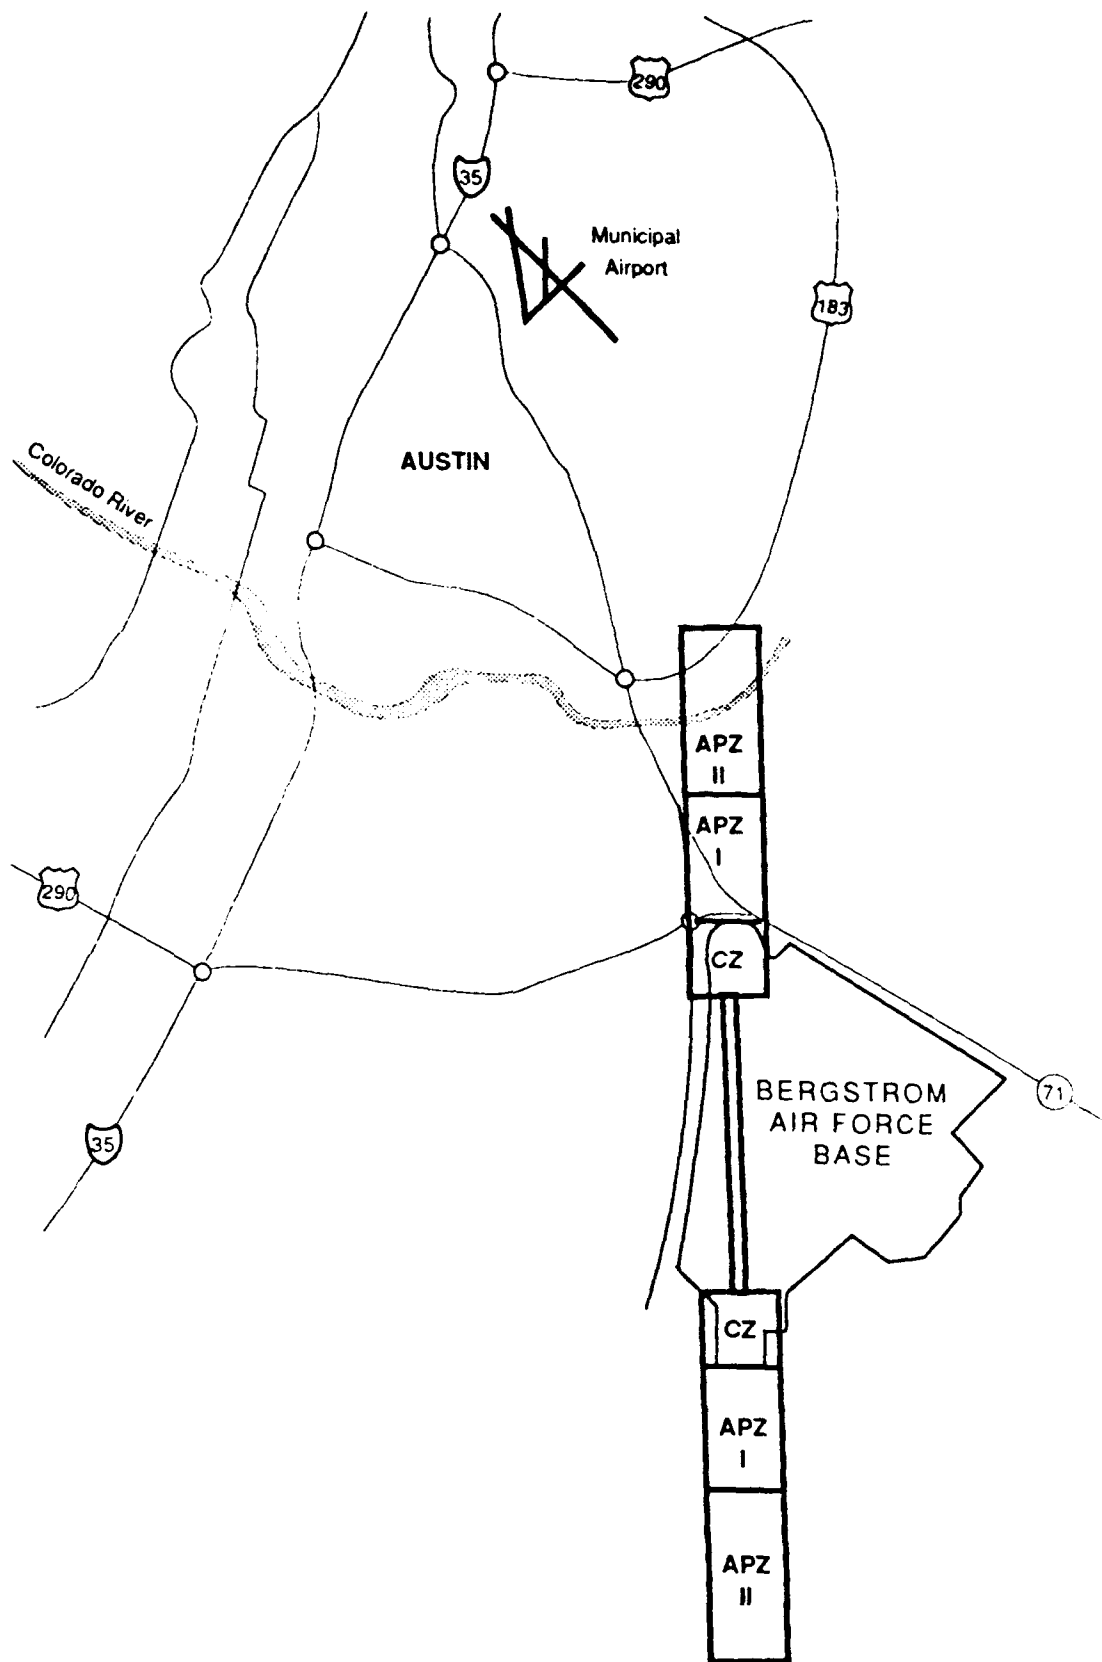 290
35
Municipal
Airport
183
AUSTIN
Colorado River
APZ
II
APZ
I
290
CZ
71
BERGSTROM
AIR FORCE
BASE
35
CZ
APZ
I
APZ
II